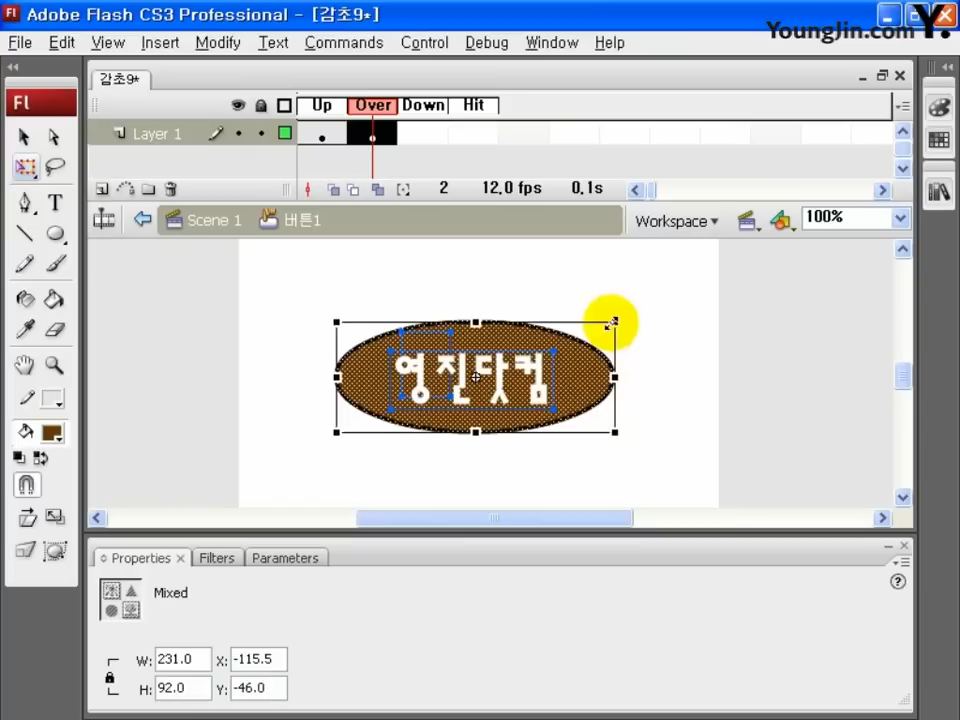 Fl Adobe Flash CS3 Professional - [감초9*]
YoungJin.com Y.
File Edit View Insert Modify Text Commands Control Debug Window Help
감초9*
Fl
Up Over Down Hit
Layer 1
2 12.0 fps 0.1s
Scene 1 버튼1 Workspace 100%
T
영진닷컴
Properties Filters Parameters
Mixed
?
W: 231.0 X: -115.5
H: 92.0 Y: -46.0